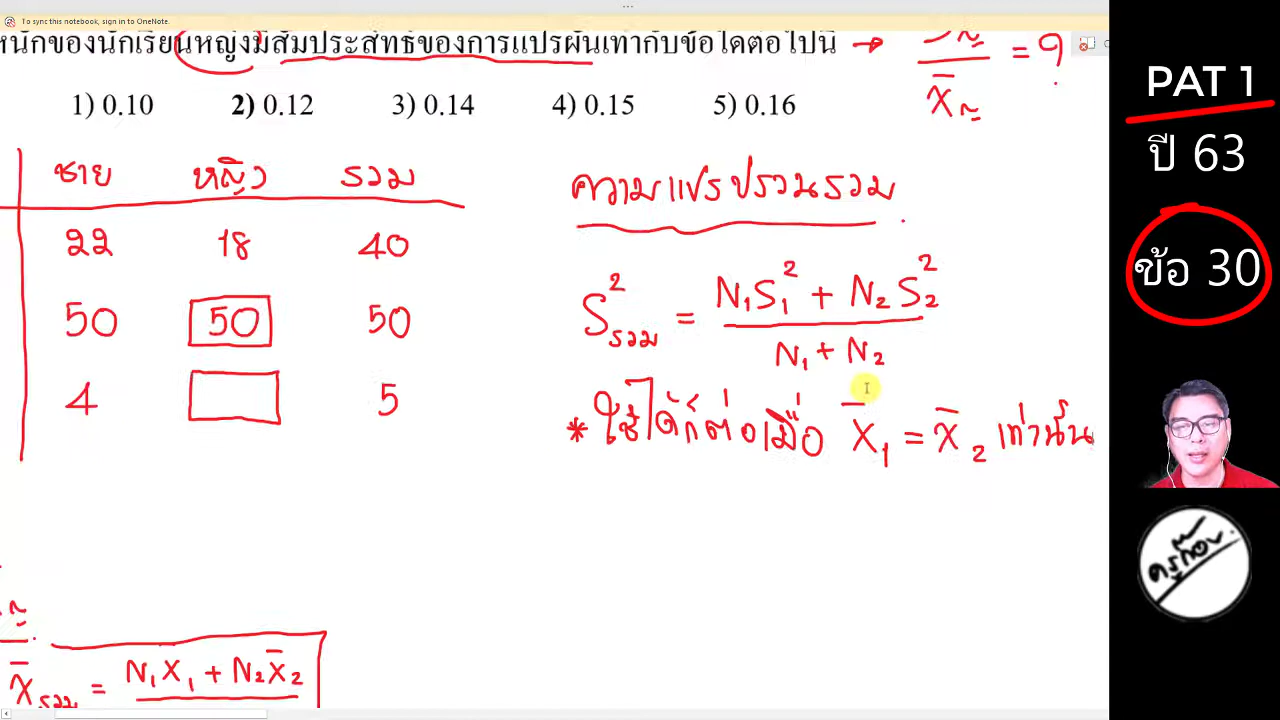 To sync this notebook, sign in to OneNote.
หนักของนักเรียนหญิงมีสัมประสิทธิ์ของการแปรผันเท่ากับข้อใดต่อไปนี้
= ?
X̄ญ
1) 0.10 2) 0.12 3) 0.14 4) 0.15 5) 0.16
ชาย หญิง รวม
22 18 40
50 50 50
4 5
ความแปรปรวนรวม
S²รวม = N₁S₁² + N₂S₂²
N₁ + N₂
* ใช้ได้ก็ต่อเมื่อ X̄₁ = X̄₂ เท่านั้น
X̄รวม = N₁X₁ + N₂X̄₂
PAT 1
ปี 63
ข้อ 30
ครูก๊อบ